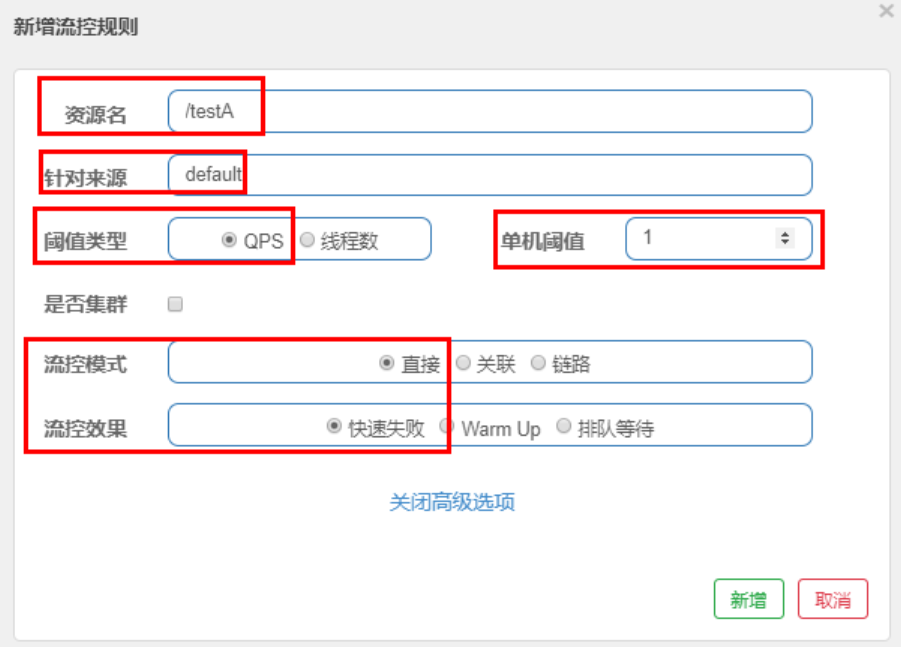 新增流控规则
×
资源名 /testA
针对来源 default
阈值类型 QPS 线程数 单机阈值 1
是否集群
流控模式 直接 关联 链路
流控效果 快速失败 Warm Up 排队等待
关闭高级选项
新增 取消